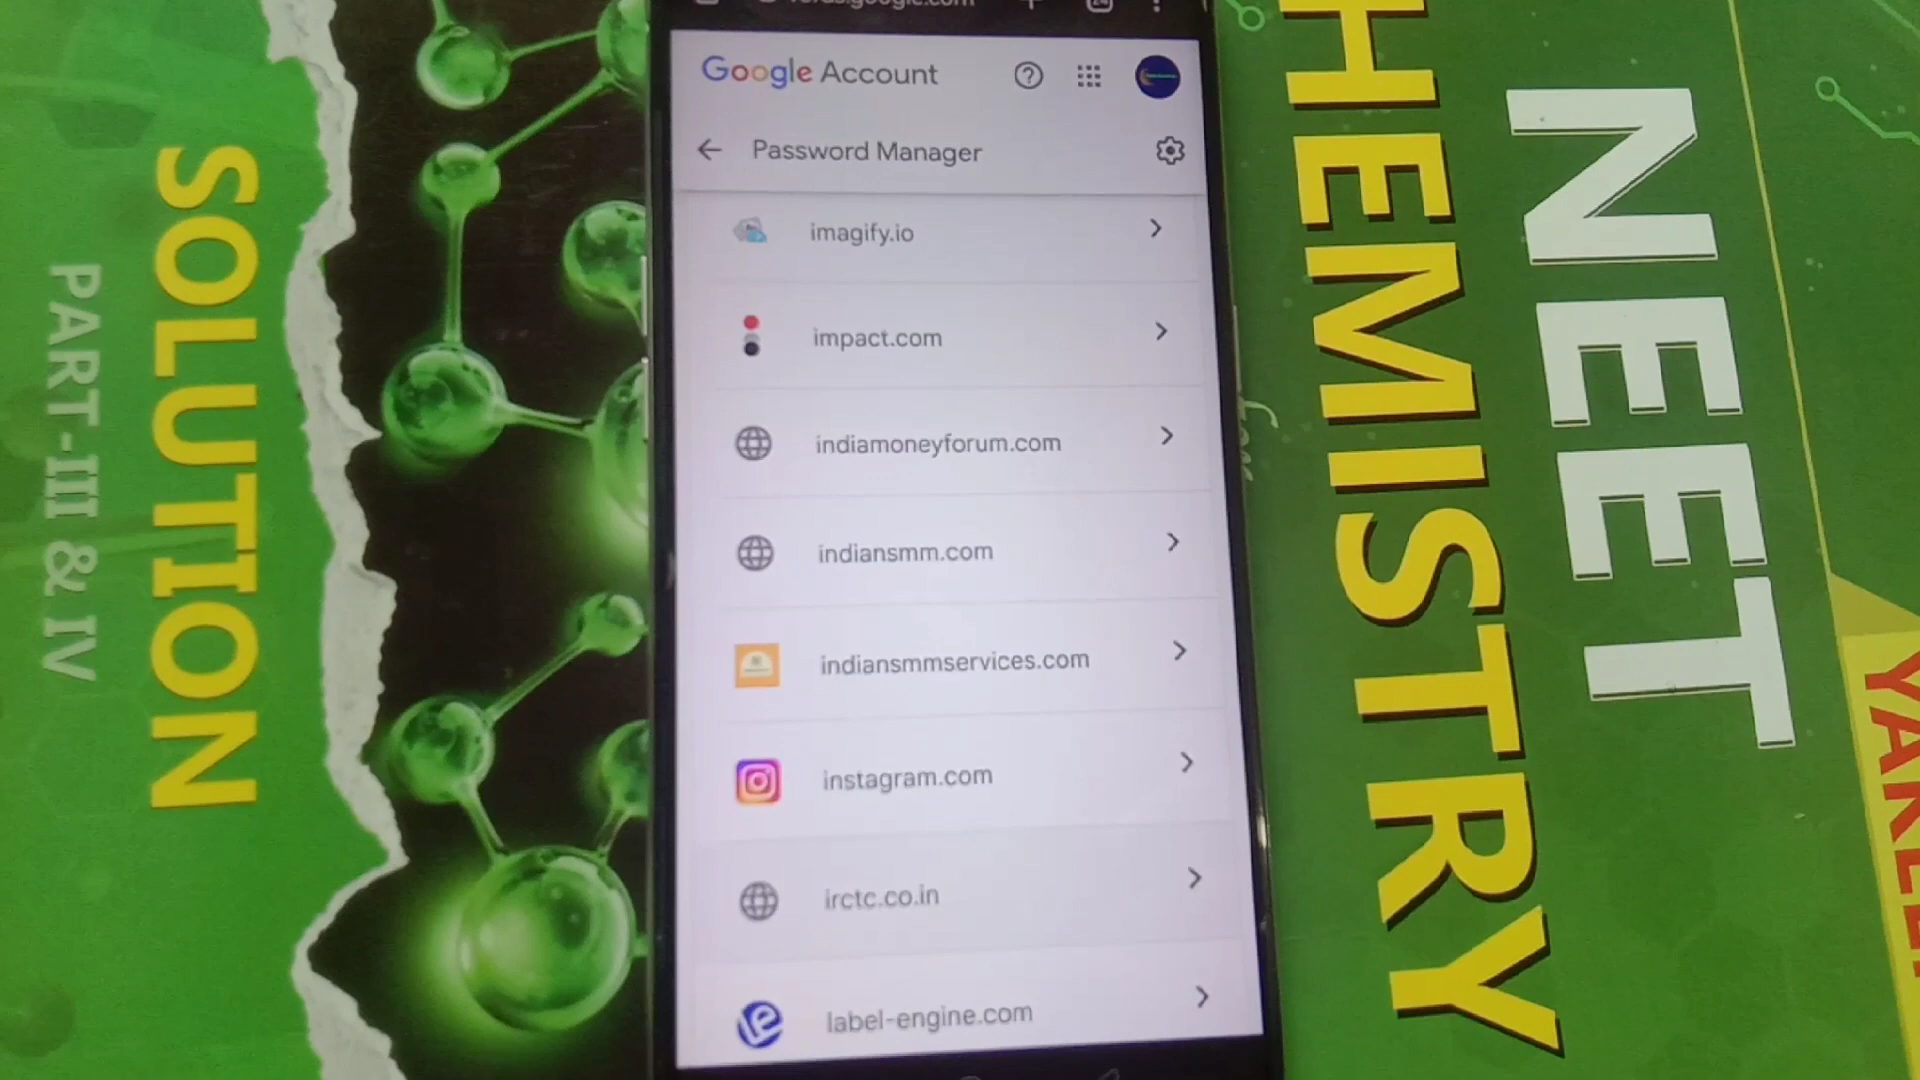 SOLUTION
PART-III & IV
Google Account
Password Manager
imagify.io
impact.com
indiamoneyforum.com
indiansmm.com
indiansmmservices.com
instagram.com
irctc.co.in
label-engine.com
NEET
HEMISTRY